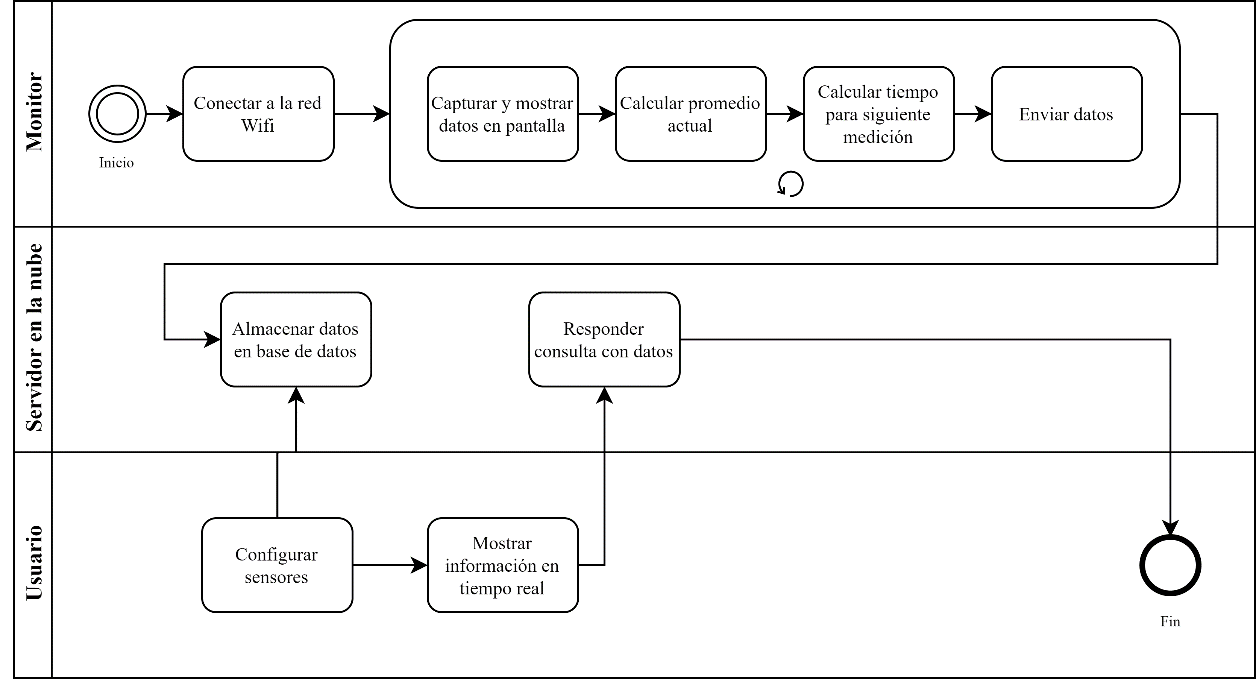 Monitor
Inicio
Conectar a la red
Wifi
Capturar y mostrar
datos en pantalla
Calcular promedio
actual
Calcular tiempo
para siguiente
medición
Enviar datos
Servidor en la nube
Almacenar datos
en base de datos
Responder
consulta con datos
Usuario
Configurar
sensores
Mostrar
información en
tiempo real
Fin